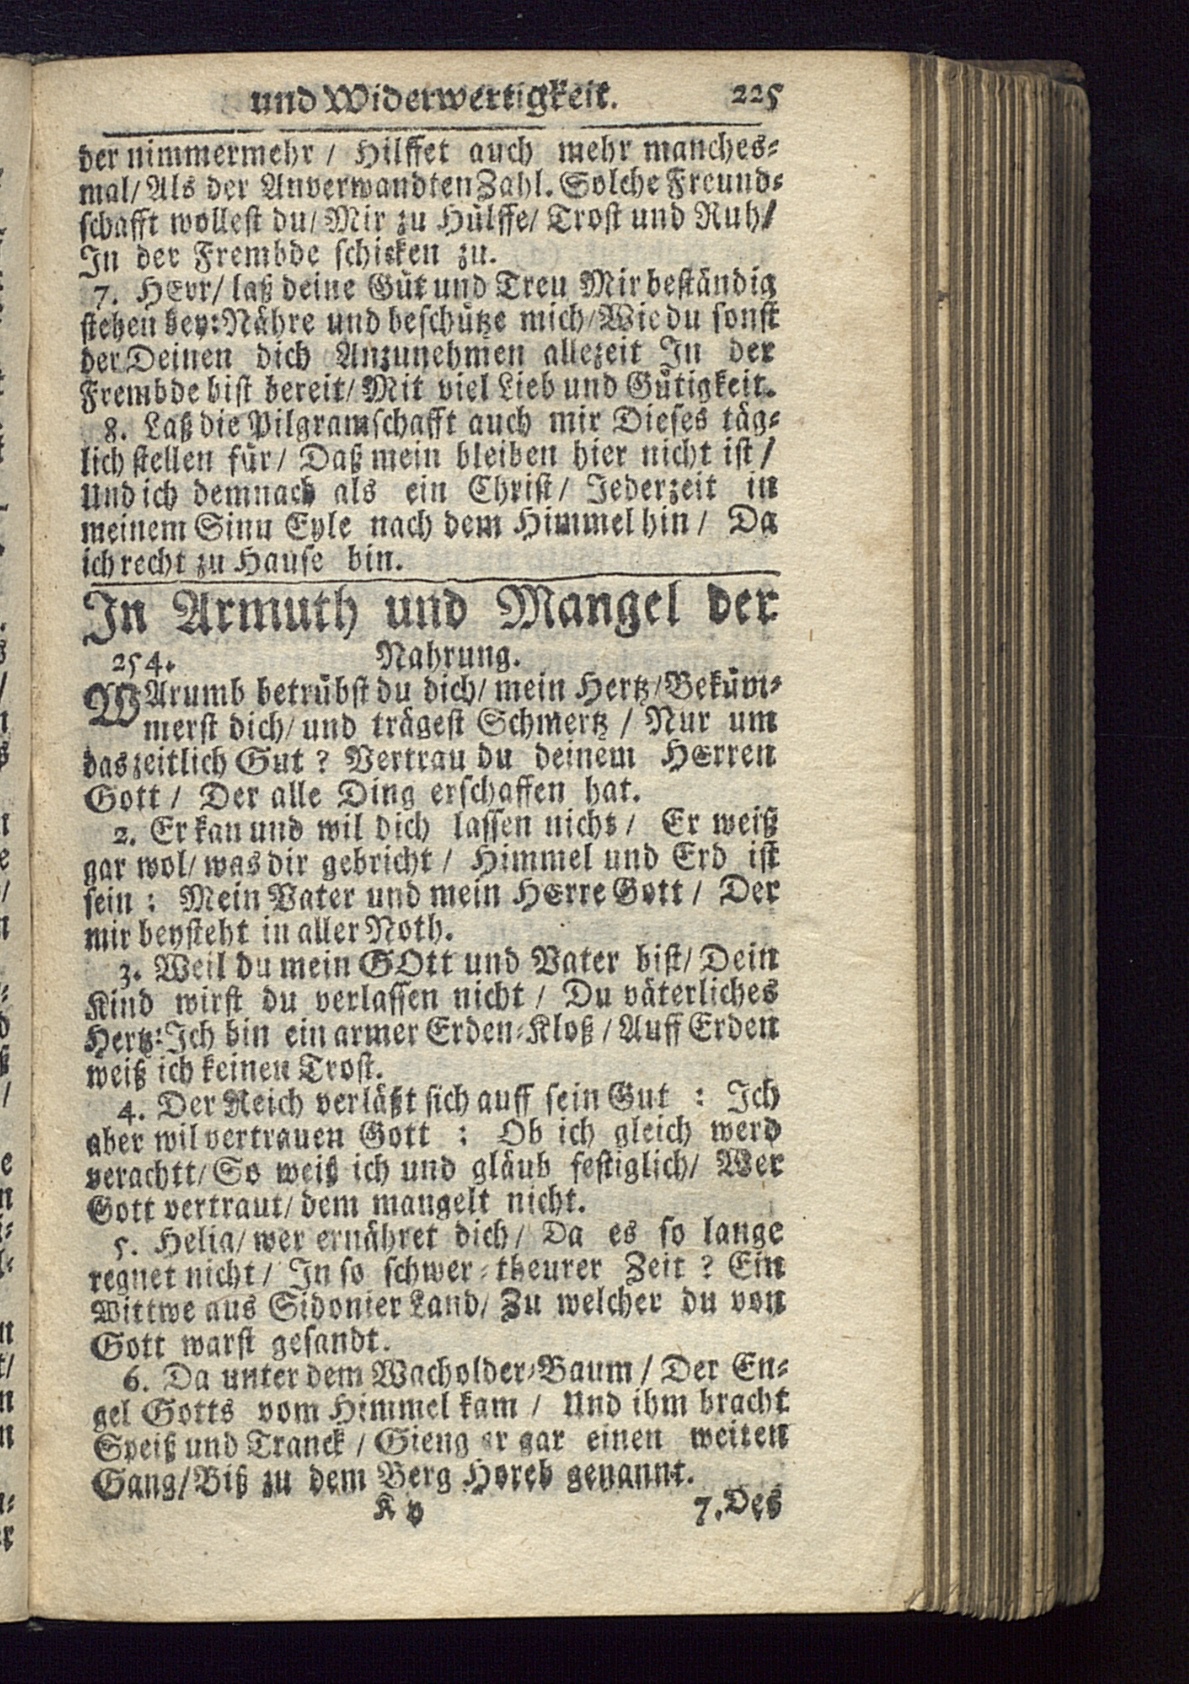 und Widerwertigkeit. 225
der nimmermehr / Hilffet auch mehr manches-
mal/ Als der Anverwandten Zahl. Solche Freund-
schafft wollest du/ Mir zu Hülffe/ Trost und Ruh/
In der Frembde schicken zu.
7. HErr/ laß deine Güt und Treu Mir beständig
stehen bey: Nähre und beschütze mich/ Wie du sonst
der Deinen dich Anzunehmen allezeit In der
Frembde bist bereit/ Mit viel Lieb und Gütigkeit.
8. Laß die Pilgramschafft auch mir Dieses täg-
lich stellen für/ Daß mein bleiben hier nicht ist/
Und ich demnach als ein Christ/ Jederzeit in
meinem Sinn Eyle nach dem Himmel hin/ Da
ich recht zu Hause bin.
In Armuth und Mangel der
254. Nahrung.
WArumb betrübst du dich/ mein Hertz/ Beküm-
merst dich/ und trägest Schmertz / Nur um
das zeitlich Gut ? Vertrau du deinem HErren
Gott / Der alle Ding erschaffen hat.
2. Er kan und wil dich lassen nicht / Er weiß
gar wol/ was dir gebricht / Himmel und Erd ist
sein : Mein Vater und mein HErre Gott / Der
mir beysteht in aller Noth.
3. Weil du mein GOtt und Vater bist/ Dein
Kind wirst du verlassen nicht / Du väterliches
Hertz: Ich bin ein armer Erden-Kloß / Auff Erden
weiß ich keinen Trost.
4. Der Reich verläßt sich auff sein Gut : Ich
aber wil vertrauen Gott : Ob ich gleich werd
verachtt/ So weiß ich und gläub festiglich/ Wer
Gott vertraut/ dem mangelt nicht.
5. Helia/ wer ernähret dich/ Da es so lange
regnet nicht/ In so schwer-theurer Zeit ? Ein
Wittwe aus Sidonier Land/ Zu welcher du von
Gott warst gesandt.
6. Da unter dem Wacholder-Baum / Der En-
gel Gotts vom Himmel kam / Und ihm bracht
Speiß und Tranck / Gieng er gar einen weiten
Gang/ Biß zu dem Berg Horeb genannt.
K v 7. Des